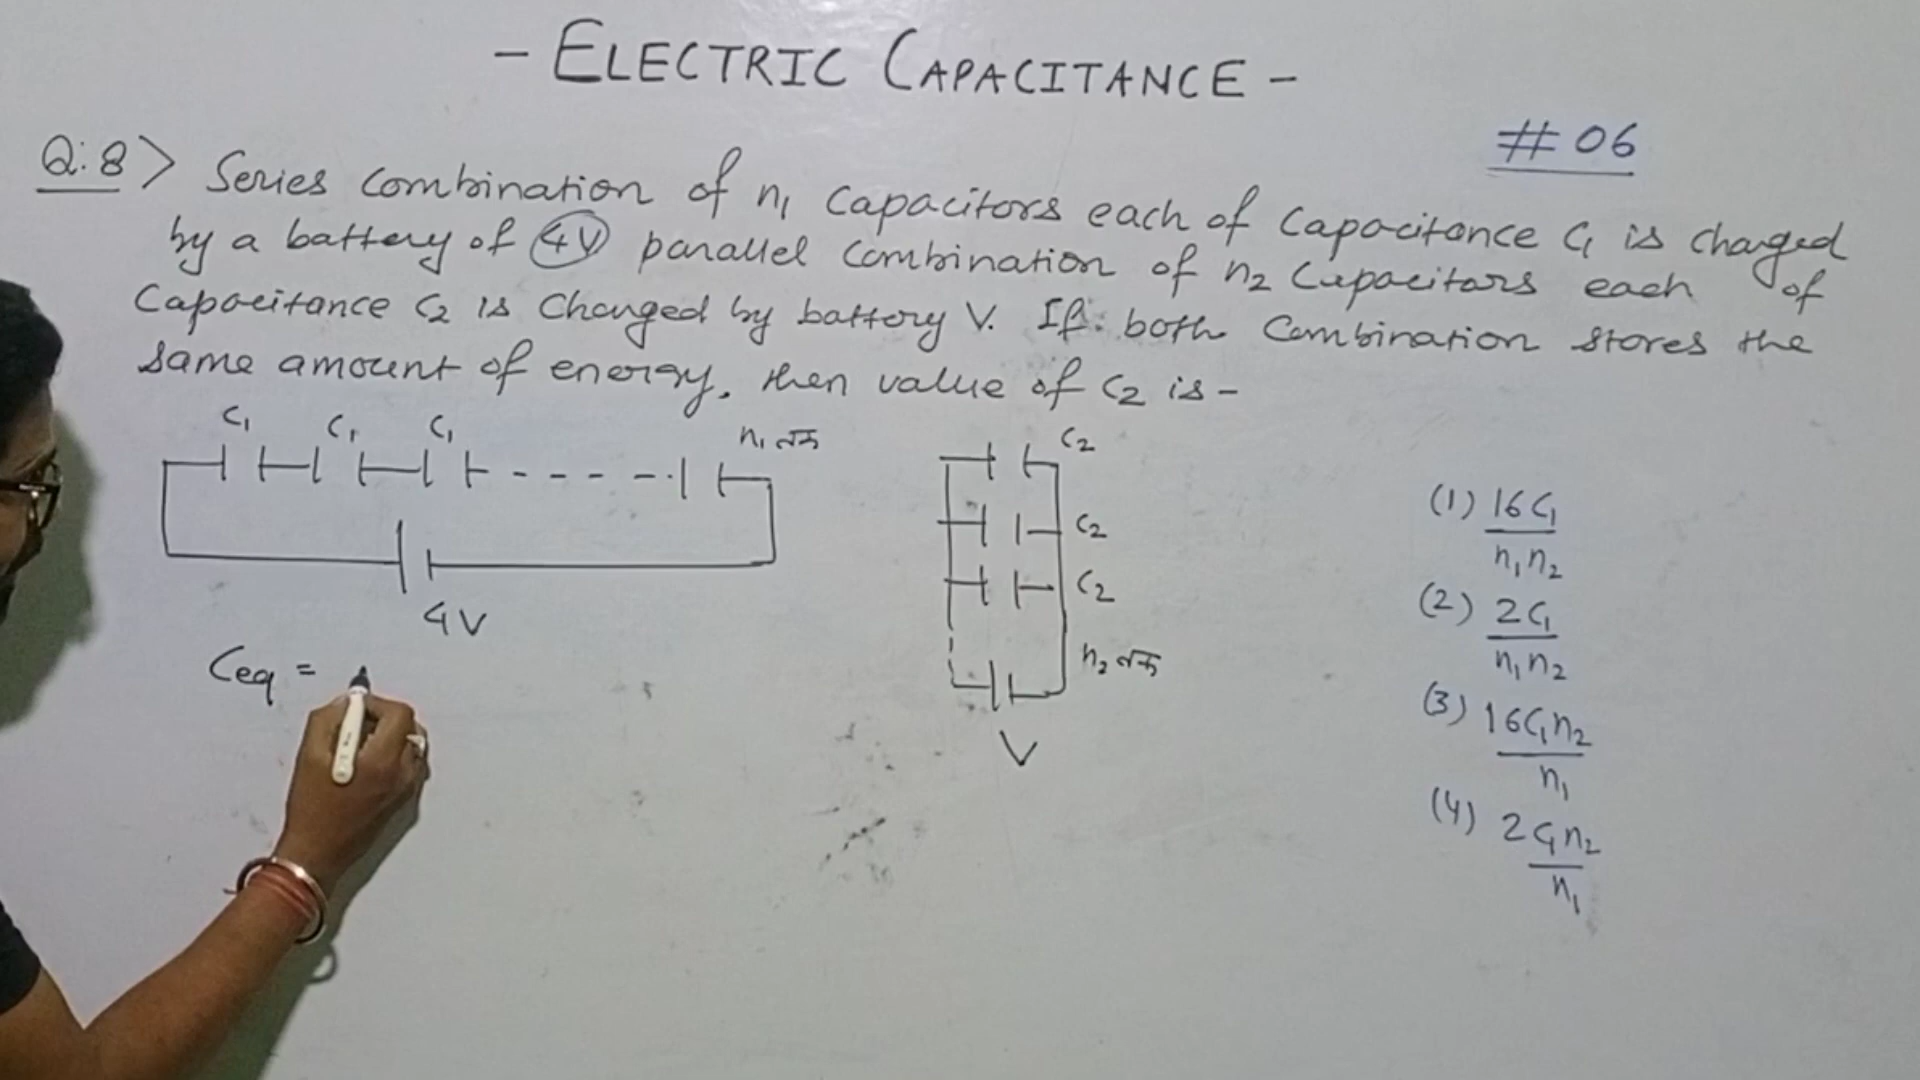 - ELECTRIC CAPACITANCE -
# 06
Q:8> Series combination of n₁ capacitors each of capacitance C₁ is charged
by a battery of 4V parallel combination of n₂ capacitors each of
Capacitance C₂ is Charged by battery V. If both Combination stores the
same amount of energy, then value of C₂ is -
C₁ C₁ C₁ n₁ तक
4V
Ceq =
C₂
C₂
C₂
n₂ तक
V
(1) 16C₁/n₁n₂
(2) 2C₁/n₁n₂
(3) 16C₁n₂/n₁
(4) 2C₁n₂/n₁